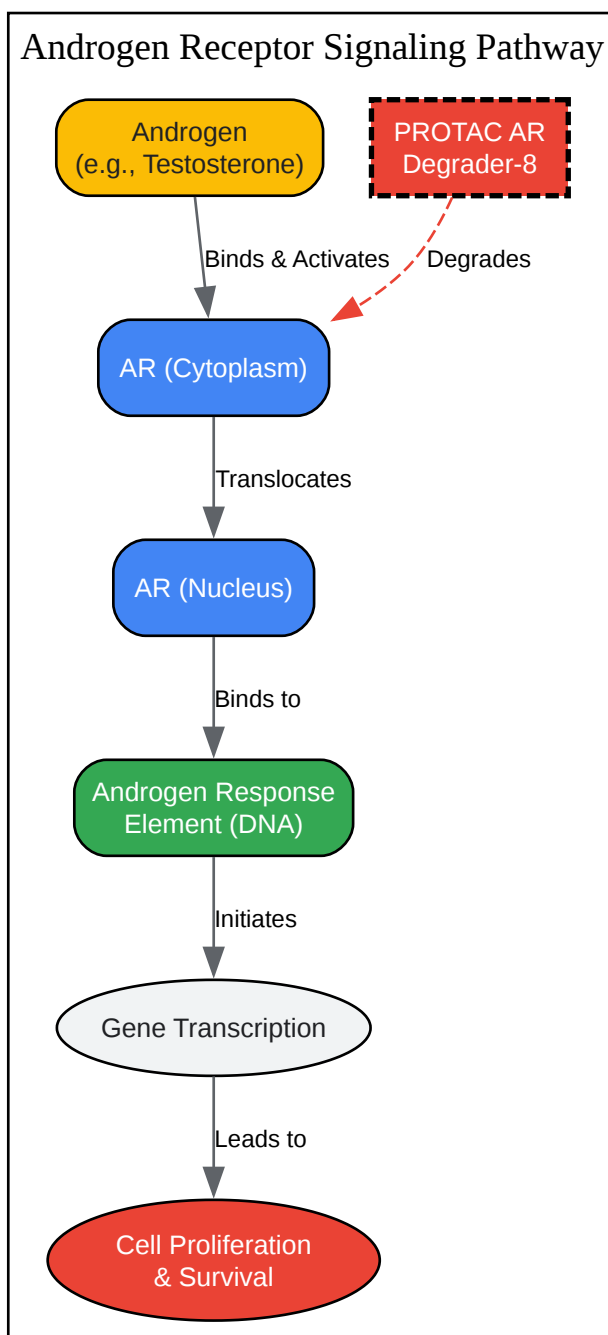 Androgen Receptor Signaling Pathway
Androgen
(e.g., Testosterone)
PROTAC AR
Degrader-8
Binds & Activates
Degrades
AR (Cytoplasm)
Translocates
AR (Nucleus)
Binds to
Androgen Response
Element (DNA)
Initiates
Gene Transcription
Leads to
Cell Proliferation
& Survival